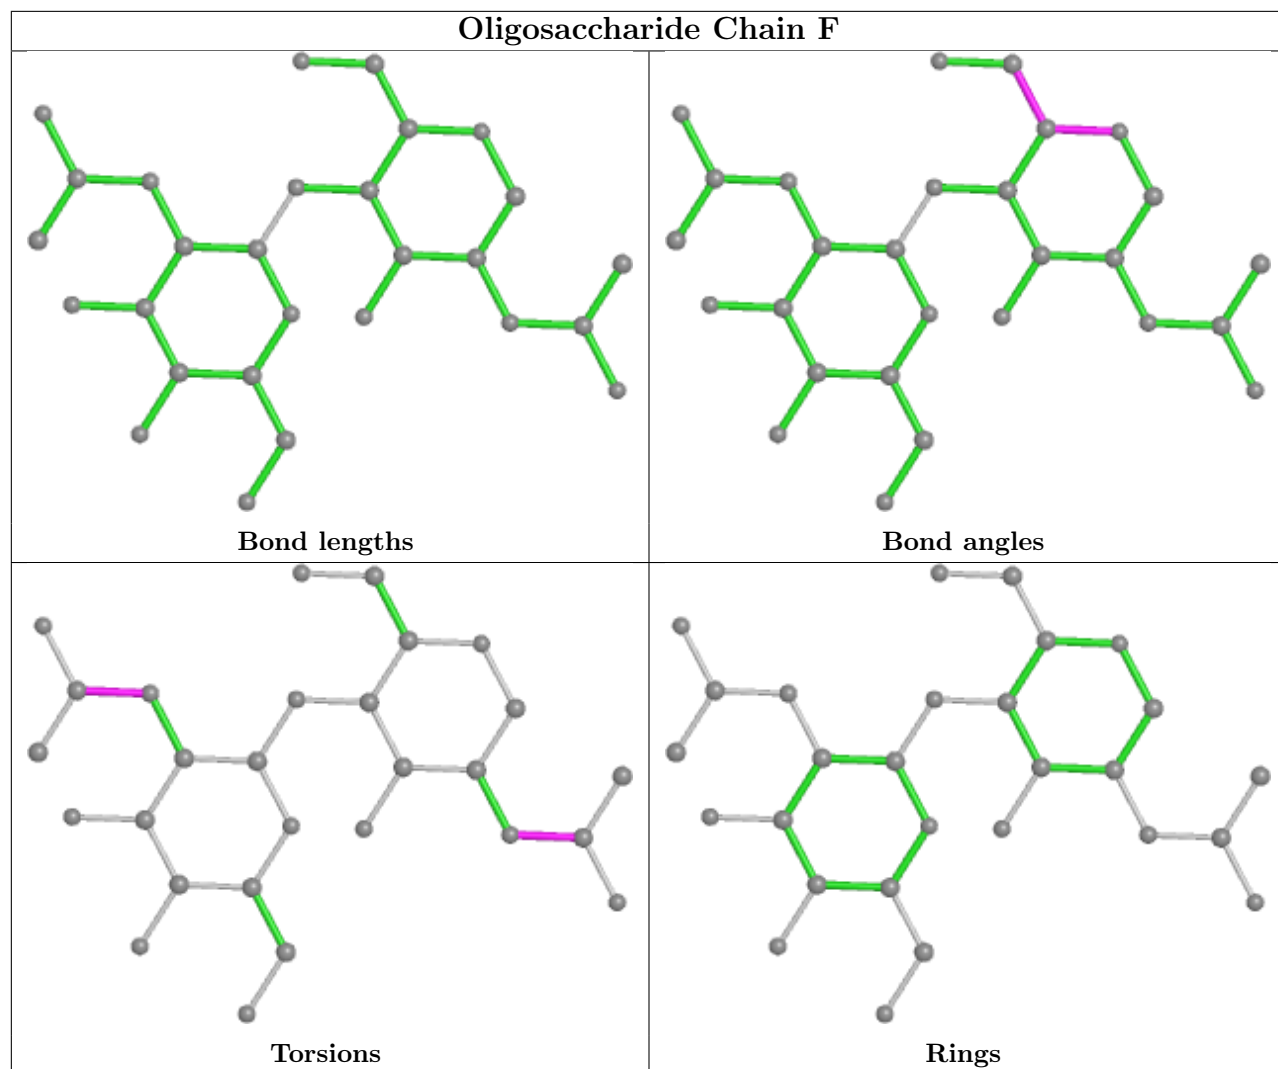 Oligosaccharide Chain F
Bond lengths
Bond angles
Torsions
Rings